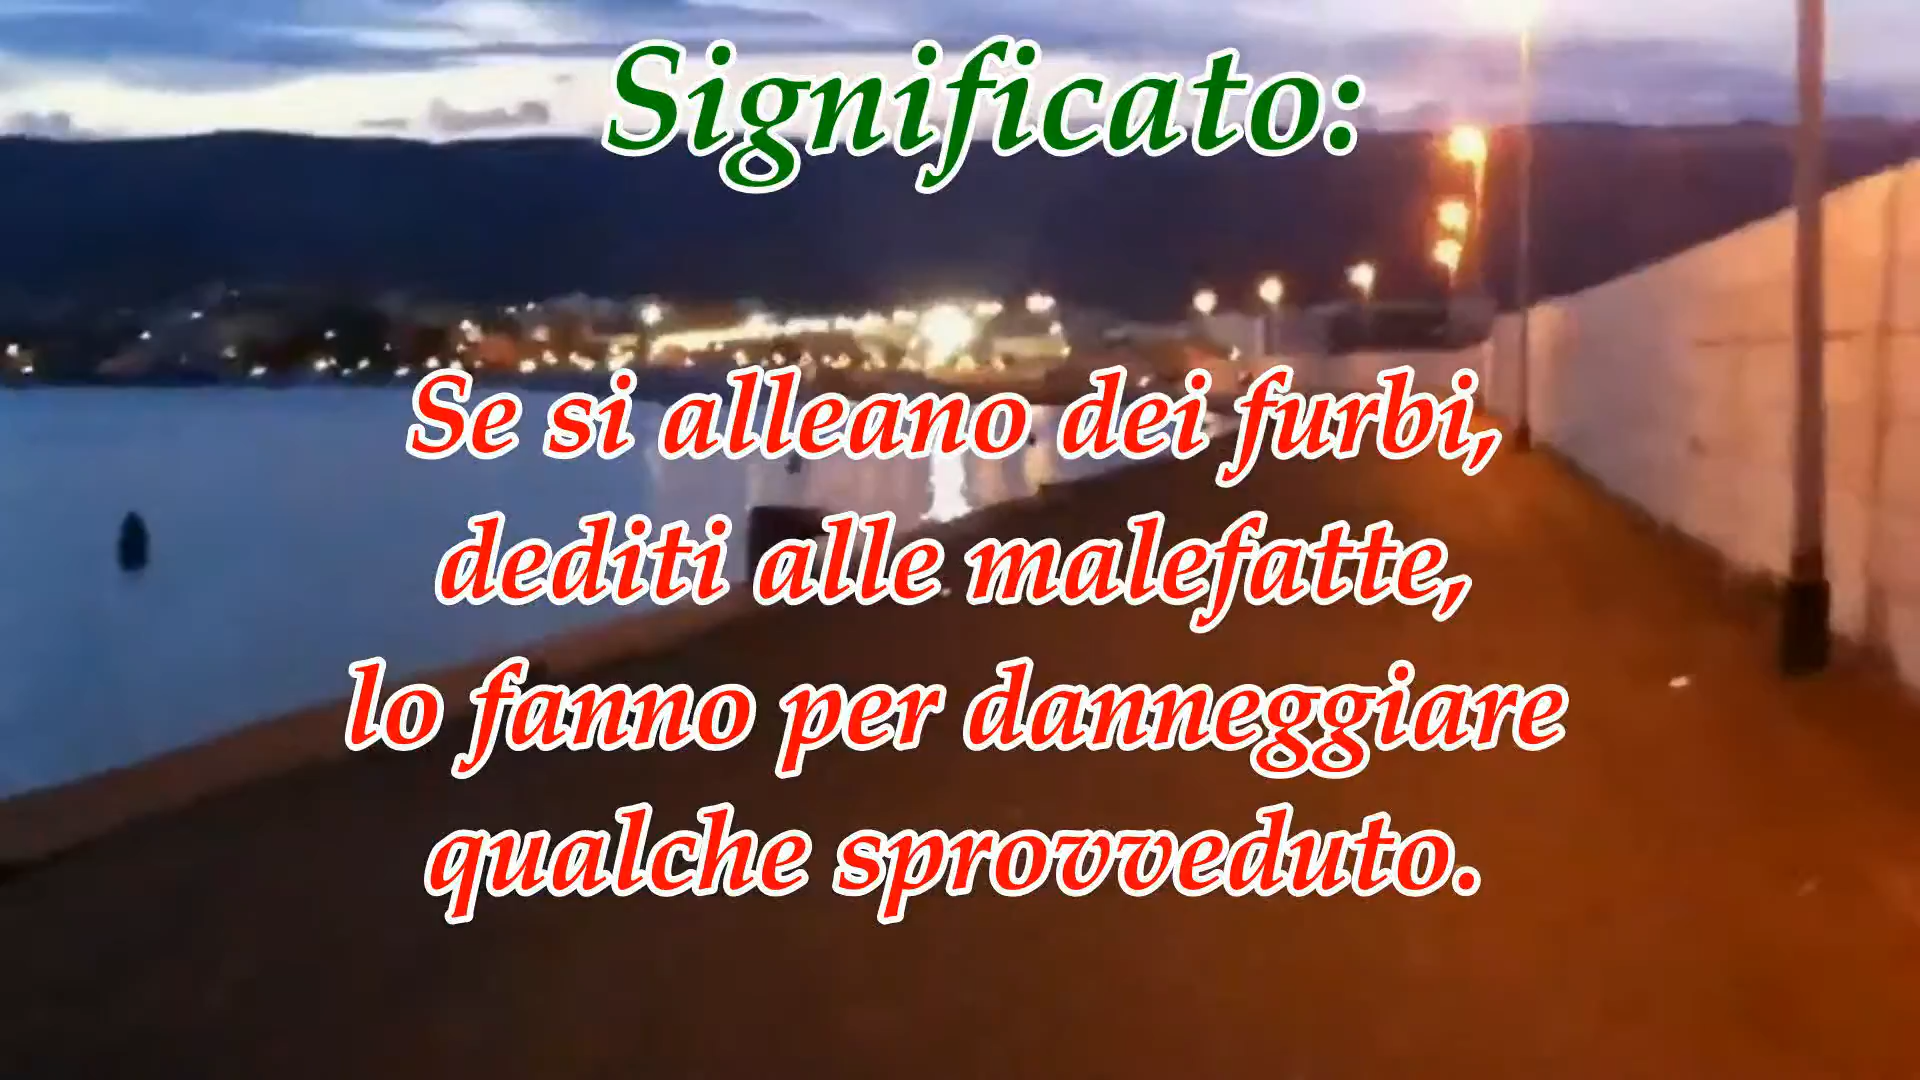 Significato:
Se si alleano dei furbi,
dediti alle malefatte,
lo fanno per danneggiare
qualche sprovveduto.